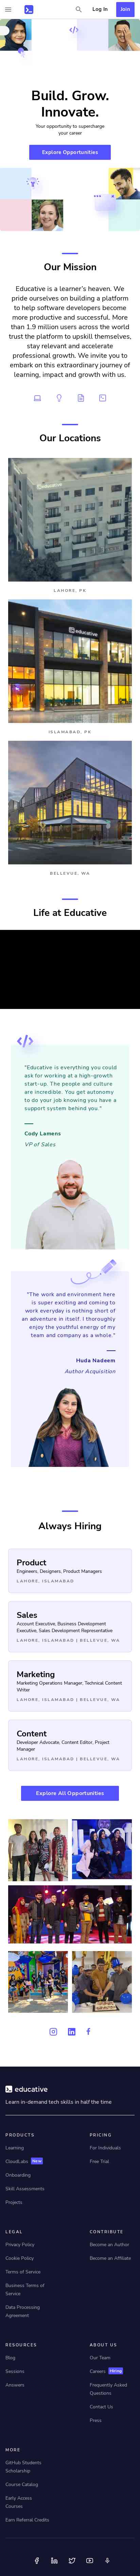 Log In
Join
Build. Grow.
Innovate.
Your opportunity to supercharge
your career
Explore Opportunities
Our Mission
Educative is a learner's heaven. We
pride ourselves on building a platform
to help software developers become
more productive and successful. More
than 1.9 million users across the world
trust the platform to upskill themselves,
stay relevant and accelerate
professional growth. We invite you to
embark on this extraordinary journey of
learning, impact and growth with us.
Our Locations
LAHORE, PK
educative
ISLAMABAD, PK
BELLEVUE, WA
Life at Educative
"Educative is exciting if you could
ask for working at a high-growth
start-up. The people and culture
are incredible. You get autonomy
to do your job knowing you have a
support system behind you."
Cody Lamens
VP of Sales
"The work and environment here
is super exciting and coming to
work everyday is nothing short of
an adventure in itself. I thoroughly
enjoy the youthful energy of my
team and company as a whole."
Huda Nadeem
Author Acquisition
Always Hiring
Product
Engineers, Designers, Product Managers
LAHORE, ISLAMABAD
Sales
Account Executive, Business Development
Executive, Sales Development Representative
LAHORE, ISLAMABAD | BELLEVUE, WA
Marketing
Marketing Operations Manager, Technical Content
Writer
LAHORE, ISLAMABAD | BELLEVUE, WA
Content
Developer Advocate, Content Editor, Project
Manager
LAHORE, ISLAMABAD | BELLEVUE, WA
Explore All Opportunities
educative
Learn in-demand tech skills in half the time
PRODUCTS
Learning
CloudLabs New
Onboarding
Skill Assessments
Projects
PRICING
For Individuals
Free Trial
LEGAL
Privacy Policy
Cookie Policy
Terms of Service
Business Terms of
Service
Data Processing
Agreement
CONTRIBUTE
Become an Author
Become an Affiliate
RESOURCES
Blog
Sessions
Answers
ABOUT US
Our Team
Careers Hiring
Frequently Asked
Questions
Contact Us
Press
MORE
GitHub Students
Scholarship
Course Catalog
Early Access
Courses
Earn Referral Credits